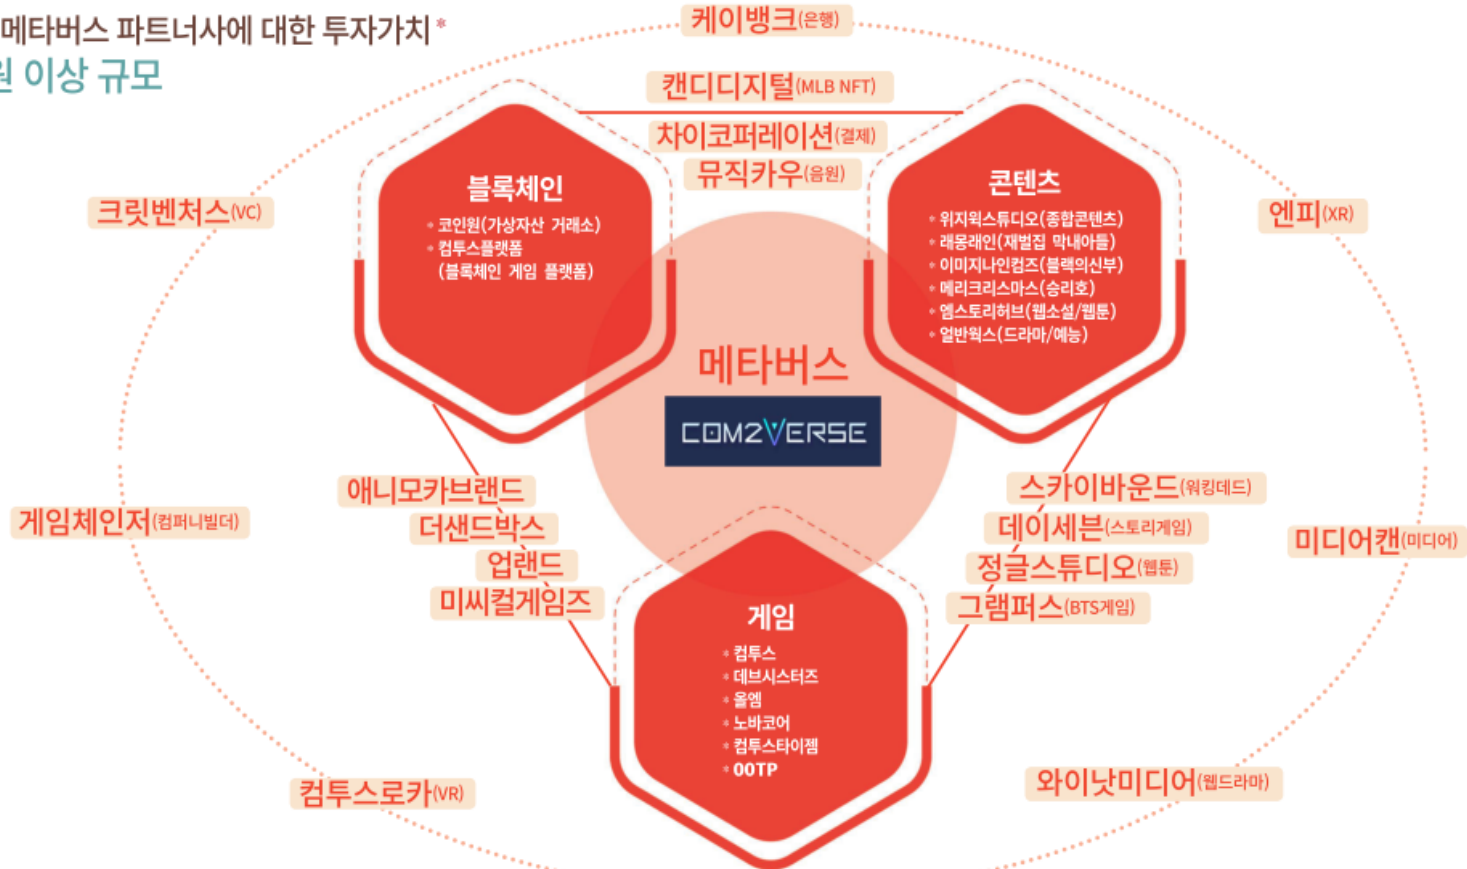 메타버스 파트너사에 대한 투자가치*
원 이상 규모
케이뱅크(은행)
캔디디지털(MLB NFT)
차이코퍼레이션(결제)
뮤직카우(음원)
크릿벤처스(VC)
엔피(XR)
블록체인
* 코인원(가상자산 거래소)
* 컴투스플랫폼
(블록체인 게임 플랫폼)
콘텐츠
* 위지윅스튜디오(종합콘텐츠)
* 래몽래인(재벌집 막내아들)
* 이미지나인컴즈(블랙의신부)
* 메리크리스마스(승리호)
* 엠스토리허브(웹소설/웹툰)
* 얼반웍스(드라마/예능)
메타버스
COM2VERSE
애니모카브랜드
더샌드박스
업랜드
미씨컬게임즈
스카이바운드(워킹데드)
데이세븐(스토리게임)
정글스튜디오(웹툰)
그램퍼스(BTS게임)
게임체인저(컴퍼니빌더)
미디어캔(미디어)
게임
* 컴투스
* 데브시스터즈
* 올엠
* 노바코어
* 컴투스타이젬
* OOTP
컴투스로카(VR)
와이낫미디어(웹드라마)